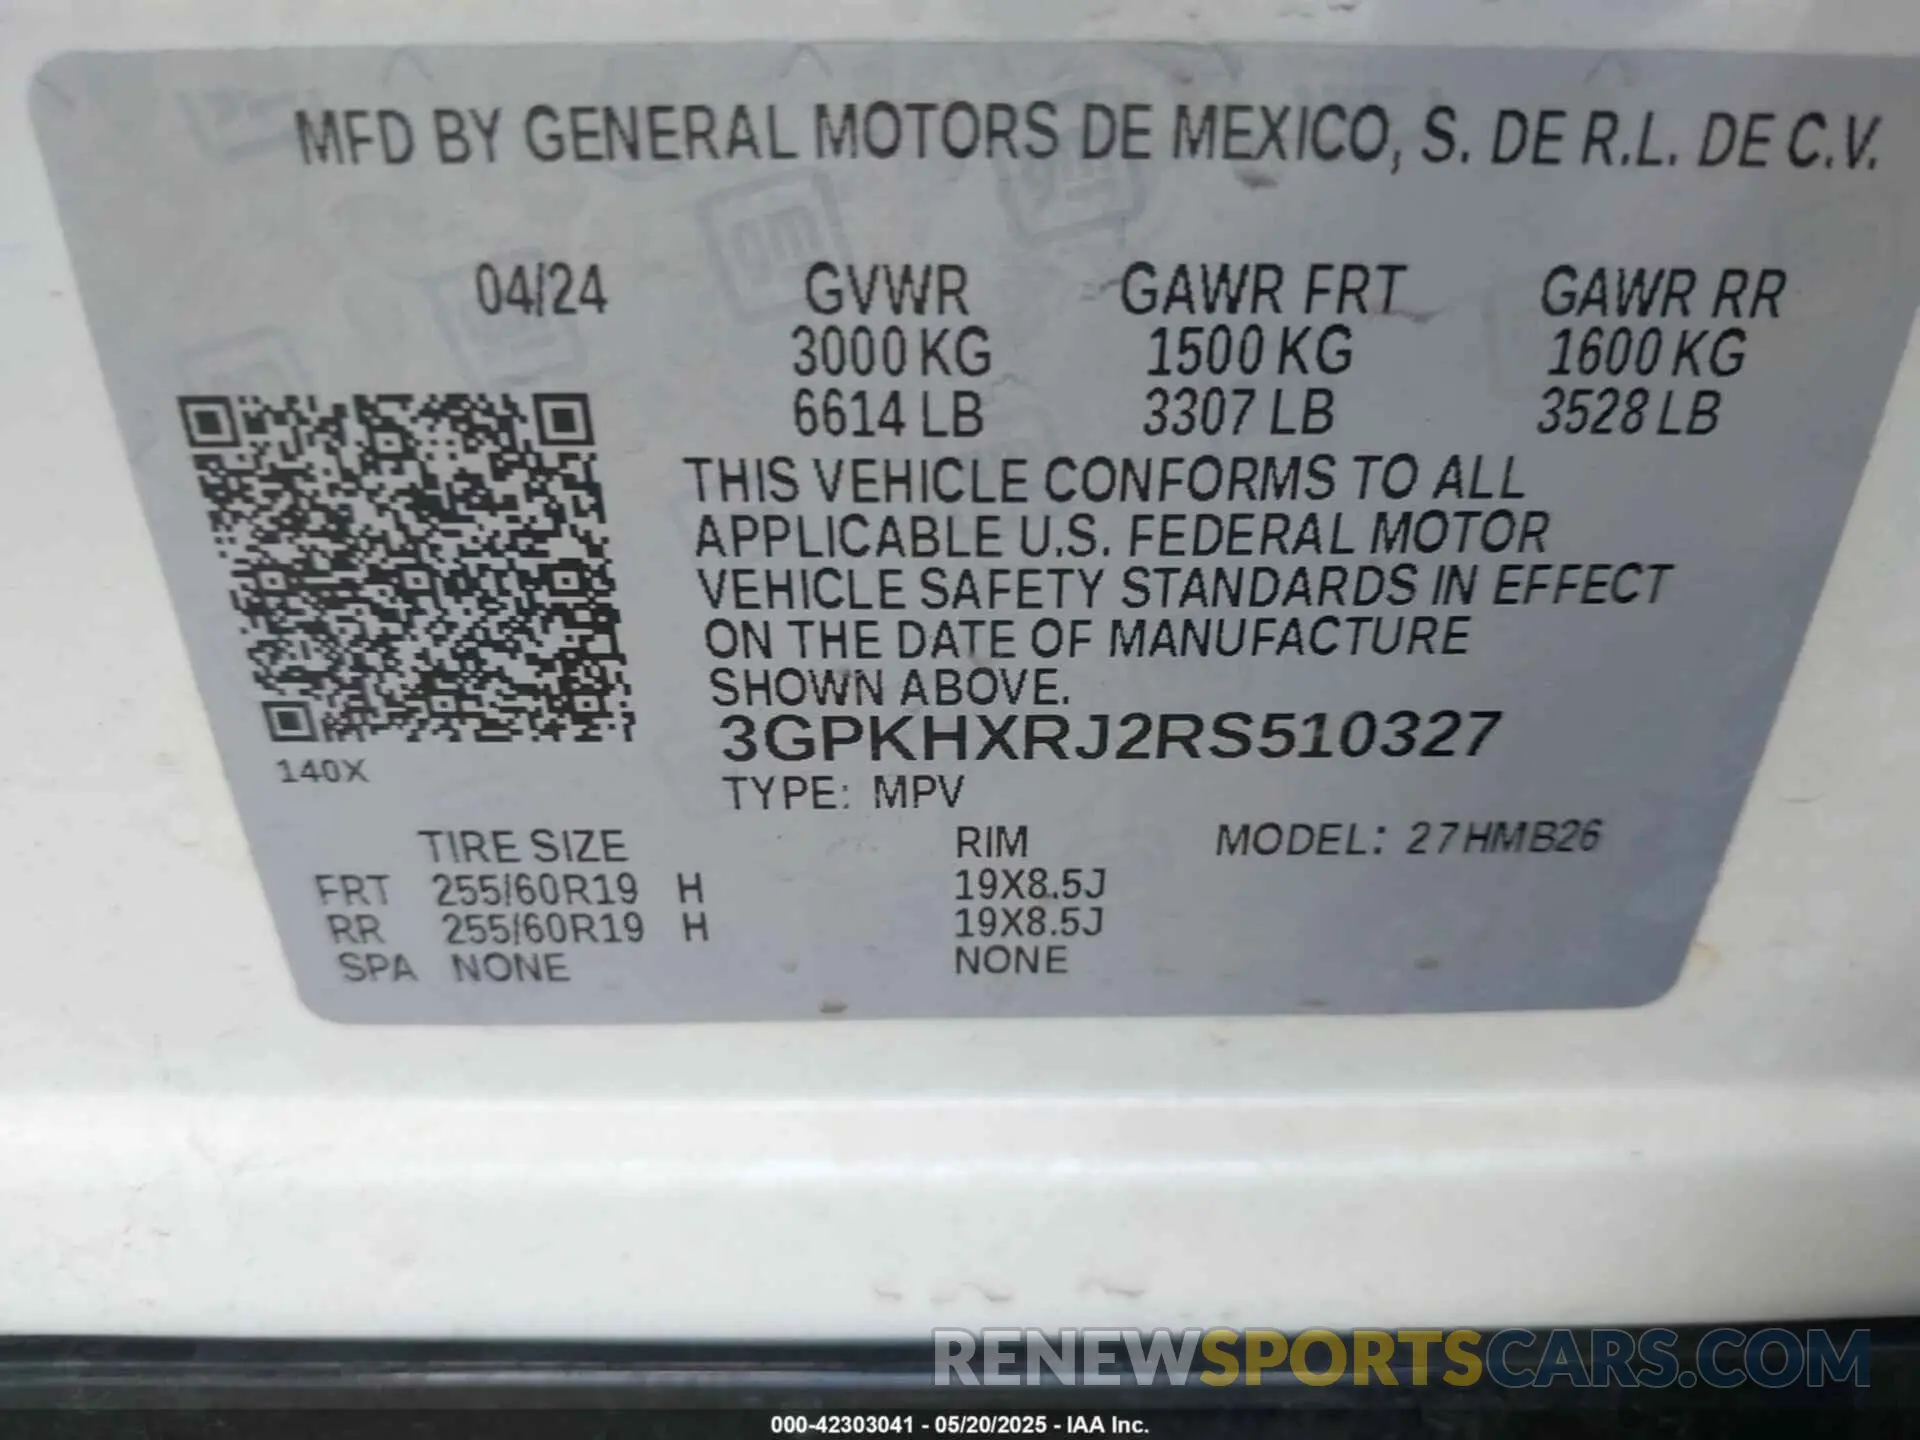 MFD BY GENERAL MOTORS DE MEXICO, S. DE R.L. DE C.V.
04/24 GVWR GAWR FRT GAWR RR
3000 KG 1500 KG 1600 KG
6614 LB 3307 LB 3528 LB
THIS VEHICLE CONFORMS TO ALL
APPLICABLE U.S. FEDERAL MOTOR
VEHICLE SAFETY STANDARDS IN EFFECT
ON THE DATE OF MANUFACTURE
SHOWN ABOVE.
3GPKHXRJ2RS510327
140X
TYPE: MPV
TIRE SIZE RIM MODEL: 27HMB26
FRT 255/60R19 H 19X8.5J
RR 255/60R19 H 19X8.5J
SPA NONE NONE
RENEWSPORTSCARS.COM
000-42303041 - 05/20/2025 - IAA Inc.